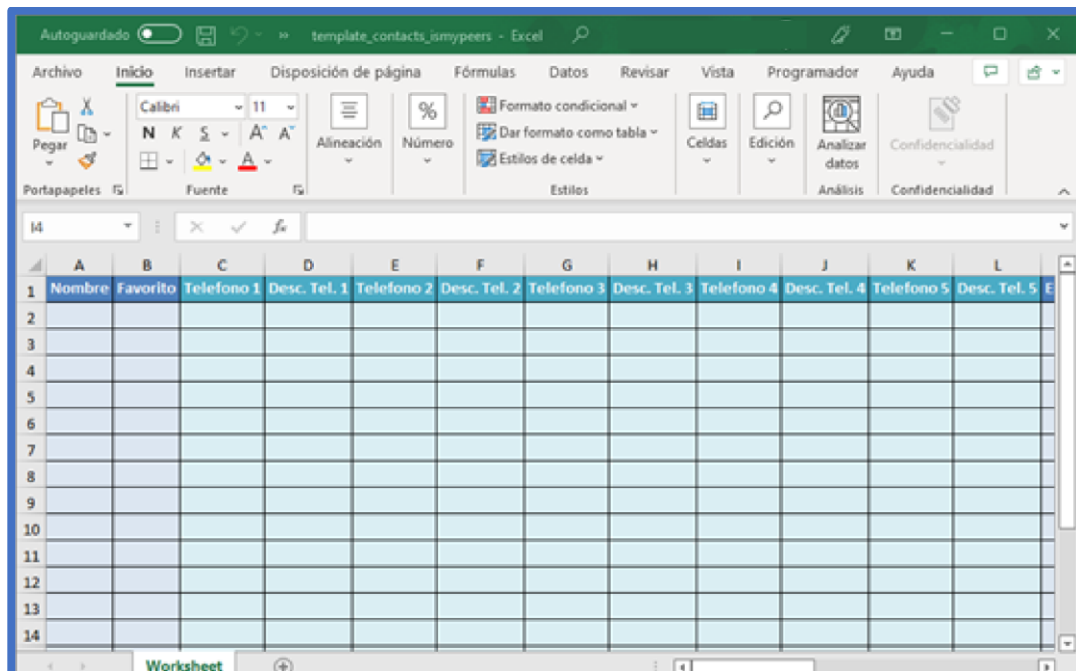 Autoguardado template_contacts_ismypeers - Excel
Archivo Inicio Insertar Disposición de página Fórmulas Datos Revisar Vista Programador Ayuda
Calibri 11 % Formato condicional
N K S A A Dar formato como tabla
Pegar Alineación Número Estilos de celda Celdas Edición Analizar datos Confidencialidad
A
Portapapeles Fuente Estilos Análisis Confidencialidad
I4 fx
A B C D E F G H I J K L
1 Nombre Favorito Telefono 1 Desc. Tel. 1 Telefono 2 Desc. Tel. 2 Telefono 3 Desc. Tel. 3 Telefono 4 Desc. Tel. 4 Telefono 5 Desc. Tel. 5 E
2
3
4
5
6
7
8
9
10
11
12
13
14
Worksheet